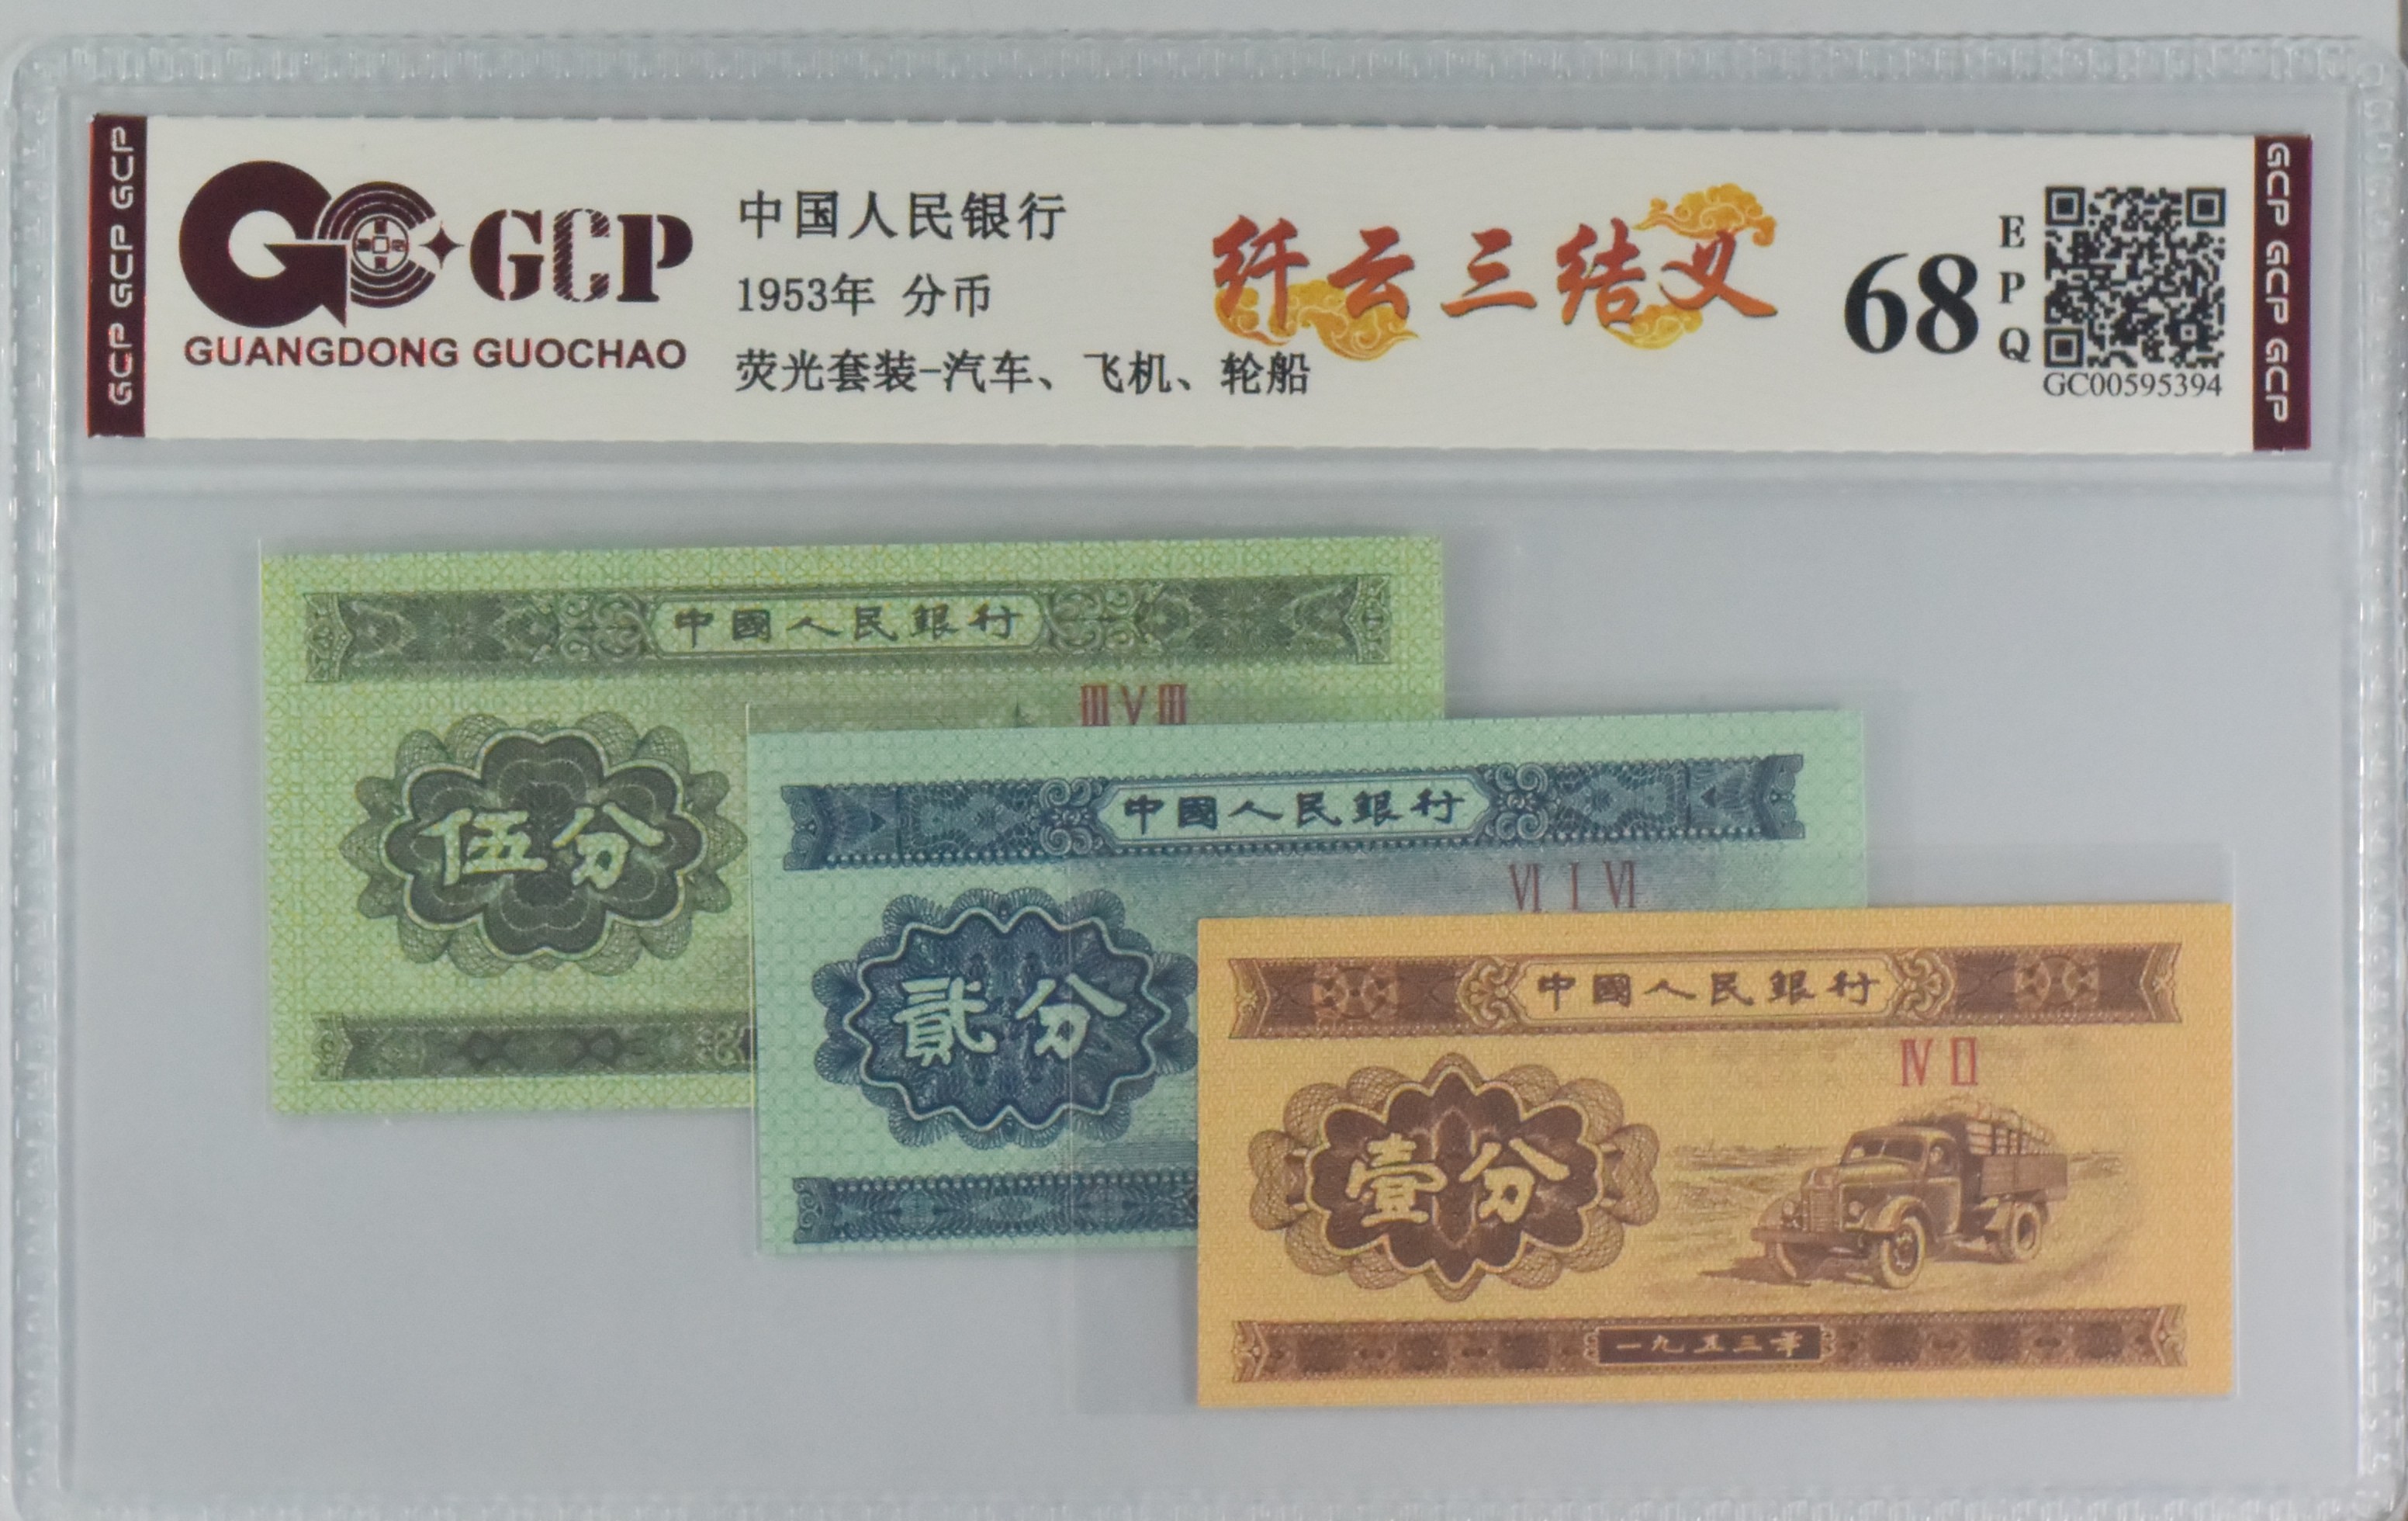 GCP GCP GCP
GCP
GUANGDONG GUOCHAO
中国人民银行
1953年 分币
荧光套装-汽车、飞机、轮船
纤云三结义
68
EPQ
GC00595394
GCP GCP GCP
中國人民銀行
ⅢⅤⅢ
伍分
中國人民銀行
Ⅵ Ⅰ Ⅵ
貳分
中國人民銀行
Ⅳ Ⅱ
壹分
一九五三年